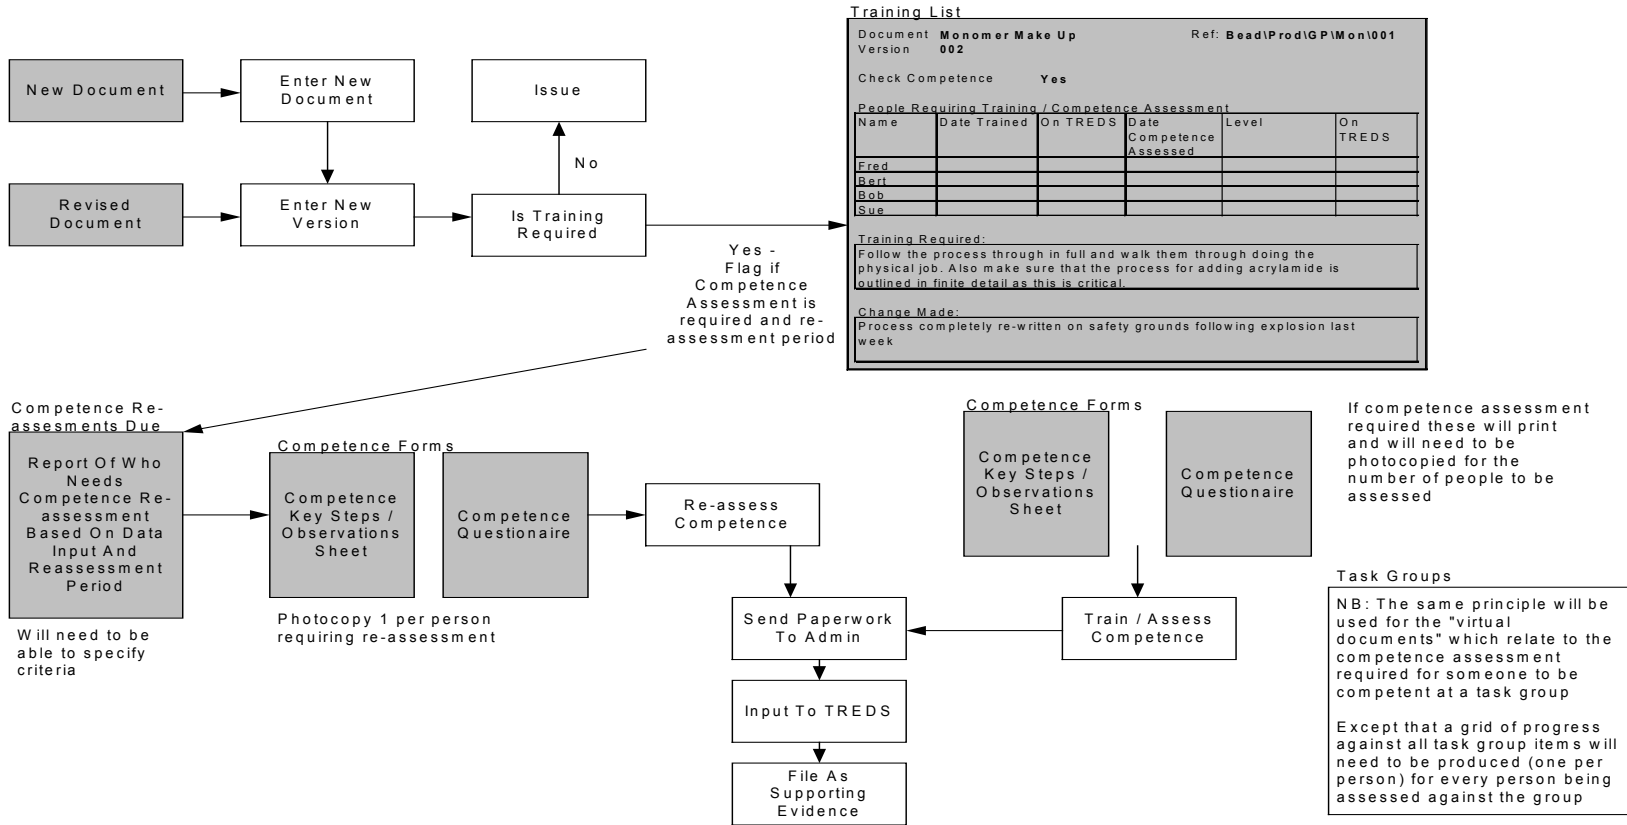 Training List
Document Monomer Make Up Ref: Bead\Prod\GP\Mon\001
Version 002
Check Competence Yes
People Requiring Training / Competence Assessment
Name Date Trained On TREDS Date Level On
Competence TREDS
Assessed
Fred
Bert
Bob
Sue
Training Required:
Follow the process through in full and walk them through doing the
physical job. Also make sure that the process for adding acrylamide is
outlined in finite detail as this is critical.
Change Made:
Process completely re-written on safety grounds following explosion last
week
New Document
Enter New
Document
Issue
No
Revised
Document
Enter New
Version
Is Training
Required
Yes -
Flag if
Competence
Assessment is
required and re-
assessment period
Competence Re-
assesments Due
Report Of Who
Needs
Competence Re-
assessment
Based On Data
Input And
Reassessment
Period
Will need to be
able to specify
criteria
Competence Forms
Competence
Key Steps /
Observations
Sheet
Competence
Questionaire
Photocopy 1 per person
requiring re-assessment
Re-assess
Competence
Competence Forms
Competence
Key Steps /
Observations
Sheet
Competence
Questionaire
If competence assessment
required these will print
and will need to be
photocopied for the
number of people to be
assessed
Send Paperwork
To Admin
Train / Assess
Competence
Input To TREDS
File As
Supporting
Evidence
Task Groups
NB: The same principle will be
used for the "virtual
documents" which relate to the
competence assessment
required for someone to be
competent at a task group
Except that a grid of progress
against all task group items will
need to be produced (one per
person) for every person being
assessed against the group